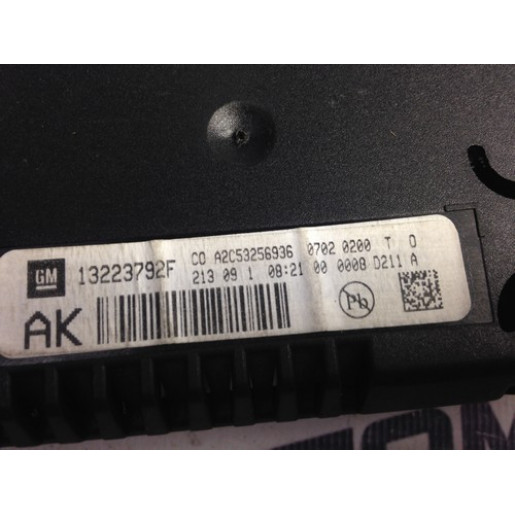 GM 13223792F CO A2C53256936 0702 0200 T 0
213 09 1 08:21 00 0008 D211 A
AK Pb